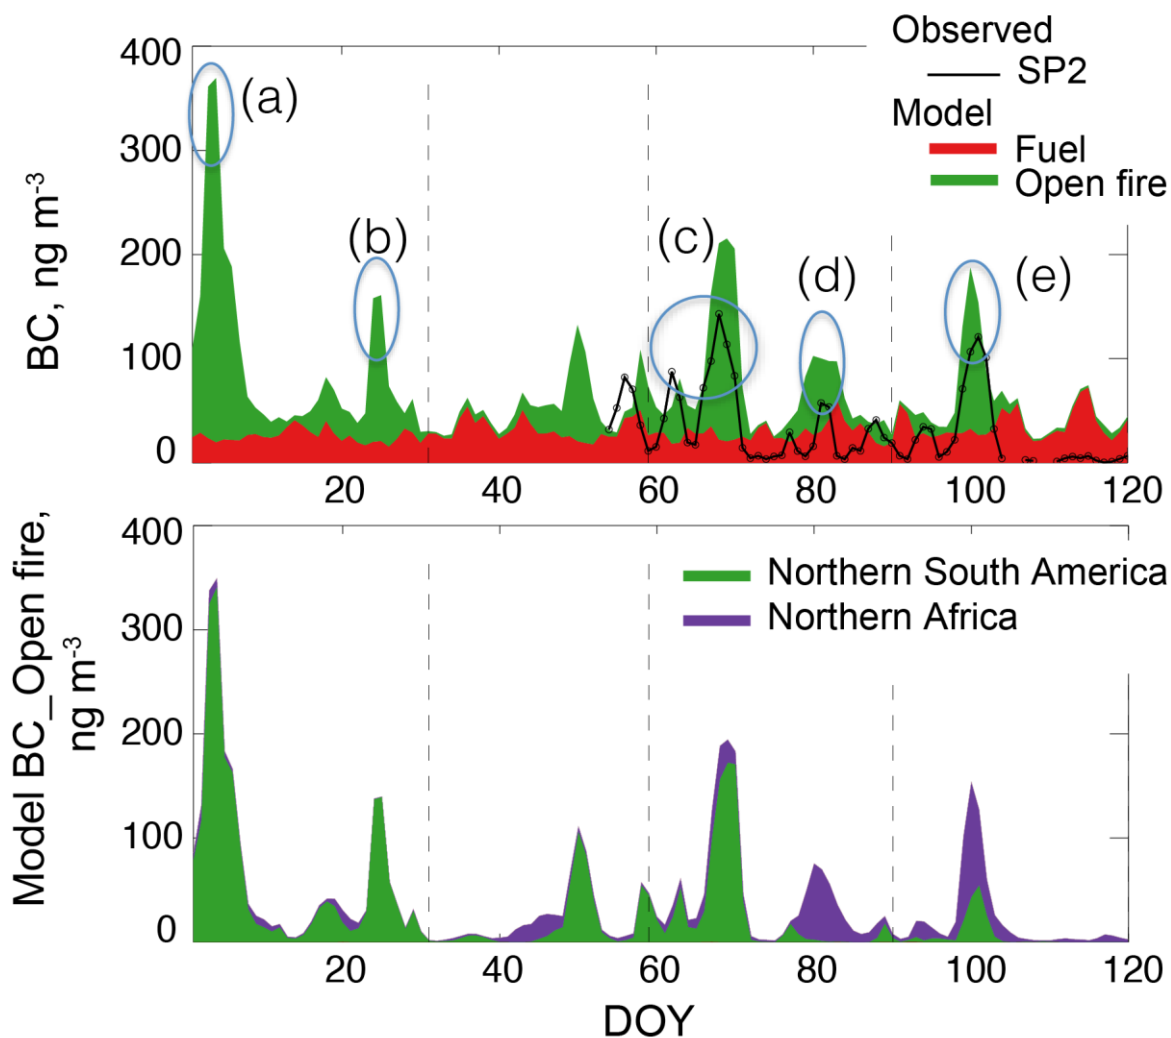 Observed
SP2
Model
Fuel
Open fire
BC, ng m⁻³
400
300
200
100
0
(a)
(b)
(c)
(d)
(e)
20
40
60
80
100
120
Model BC_Open fire,
ng m⁻³
400
300
200
100
0
Northern South America
Northern Africa
20
40
60
80
100
120
DOY